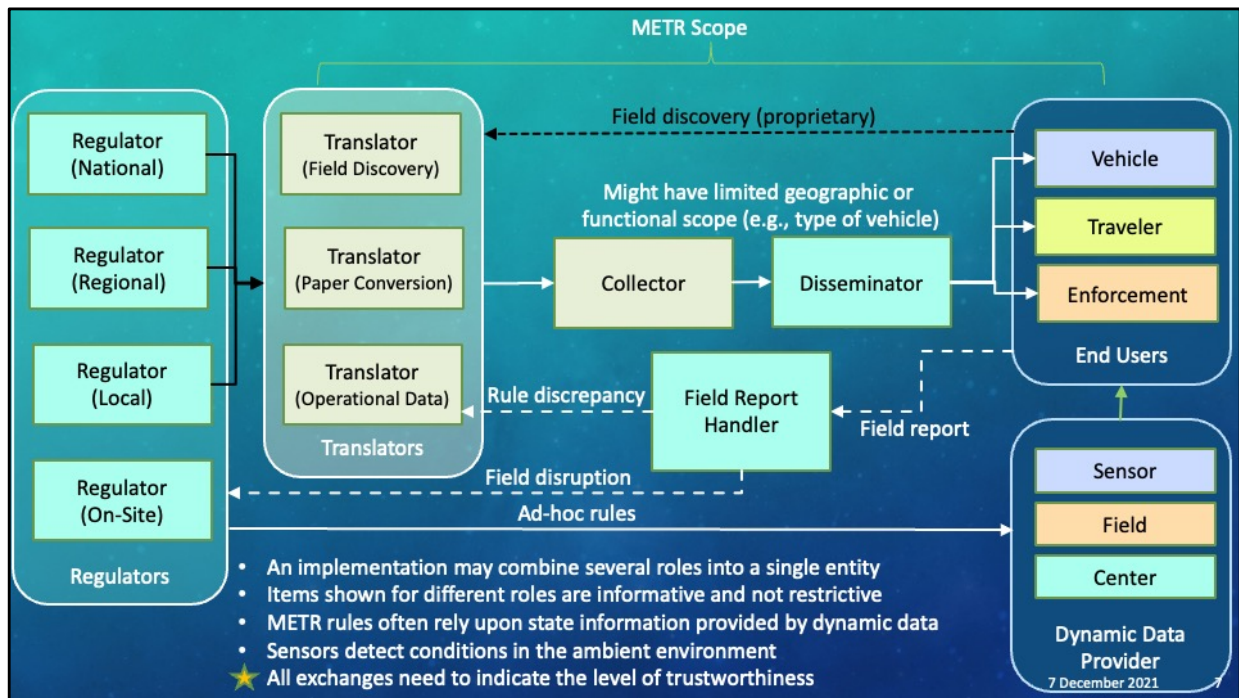 METR Scope
Regulator
(National)
Regulator
(Regional)
Regulator
(Local)
Regulator
(On-Site)
Regulators
Translator
(Field Discovery)
Translator
(Paper Conversion)
Translator
(Operational Data)
Translators
Field discovery (proprietary)
Might have limited geographic or
functional scope (e.g., type of vehicle)
Collector
Disseminator
Vehicle
Traveler
Enforcement
End Users
Rule discrepancy
Field Report
Handler
Field report
Field disruption
Ad-hoc rules
Sensor
Field
Center
Dynamic Data
Provider
• An implementation may combine several roles into a single entity
• Items shown for different roles are informative and not restrictive
• METR rules often rely upon state information provided by dynamic data
• Sensors detect conditions in the ambient environment
All exchanges need to indicate the level of trustworthiness
7 December 2021
7